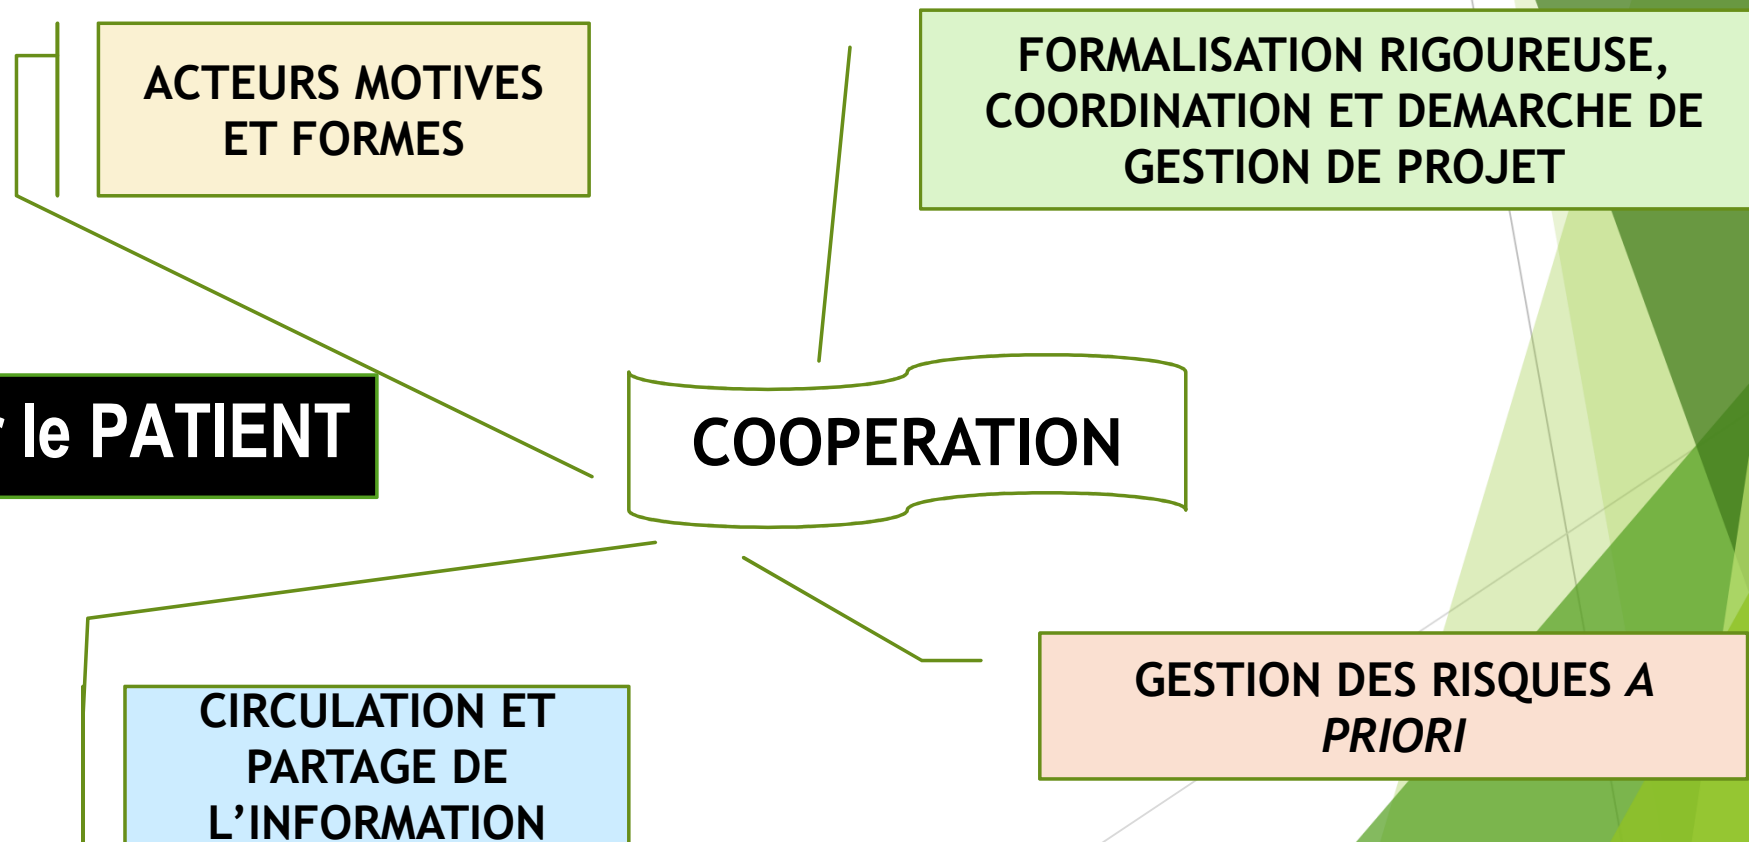 ACTEURS MOTIVES
ET FORMES
FORMALISATION RIGOUREUSE,
COORDINATION ET DEMARCHE DE
GESTION DE PROJET
le PATIENT
COOPERATION
CIRCULATION ET
PARTAGE DE
L’INFORMATION
GESTION DES RISQUES A
PRIORI